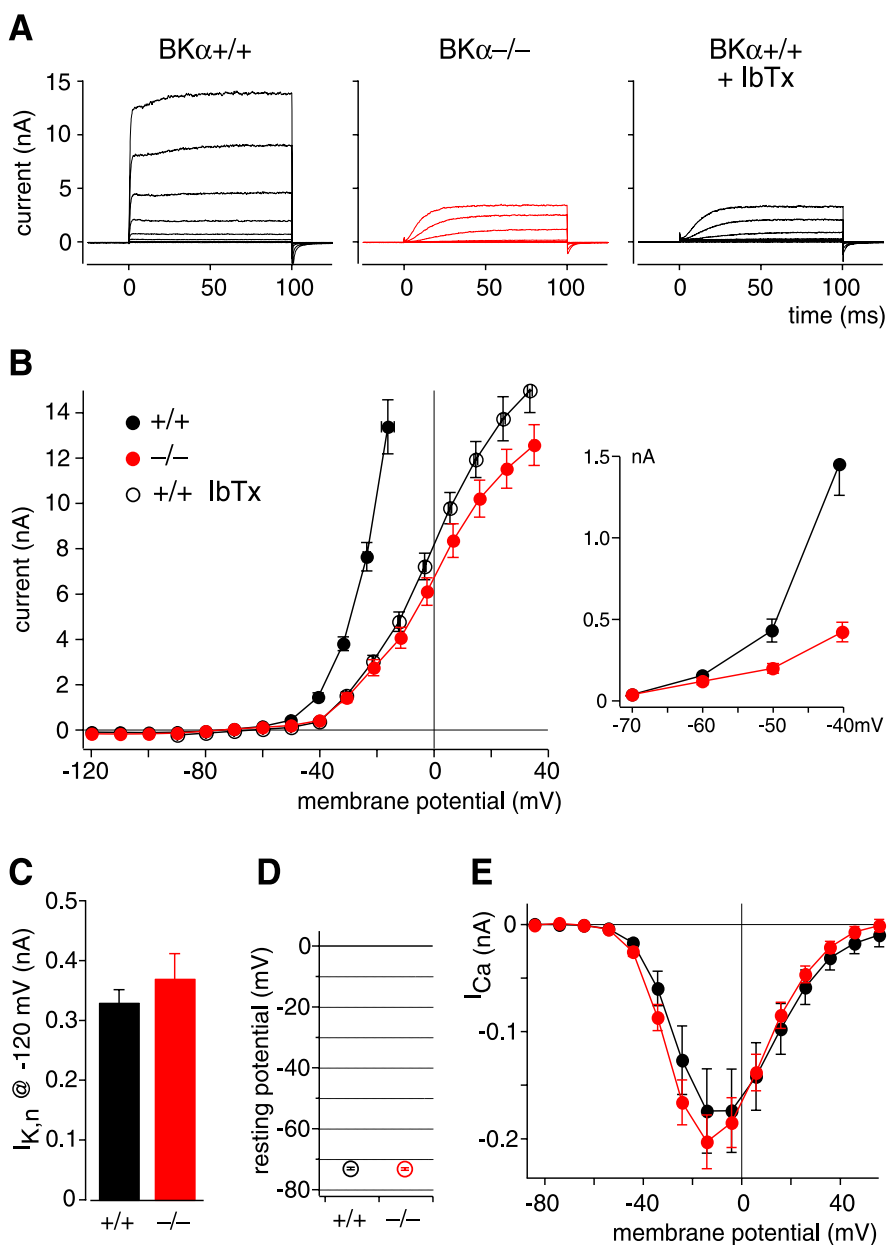 A
BKα+/+
BKα−/−
BKα+/+
+ IbTx
15
10
5
0
current (nA)
0 50 100
0 50 100
0 50 100
time (ms)
B
+/+
−/−
+/+ IbTx
14
12
10
8
6
4
2
0
current (nA)
-120 -80 -40 0 40
membrane potential (mV)
nA
1.5
1.0
0.5
0
-70 -60 -50 -40mV
C
0.5
0.4
0.3
0.2
0.1
0
I K,n @ -120 mV (nA)
+/+ −/−
D
0
-20
-40
-60
-80
resting potential (mV)
+/+ −/−
E
0
-0.1
-0.2
I Ca (nA)
-80 -40 0 40
membrane potential (mV)